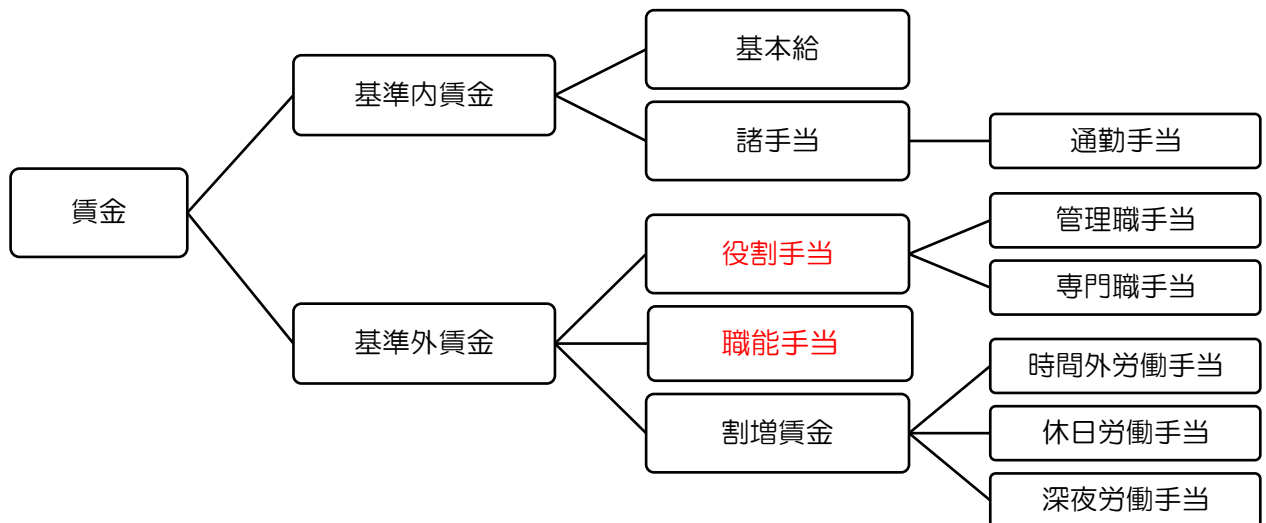 賃金
基準内賃金
基本給
諸手当
通勤手当
基準外賃金
役割手当
管理職手当
専門職手当
職能手当
割増賃金
時間外労働手当
休日労働手当
深夜労働手当